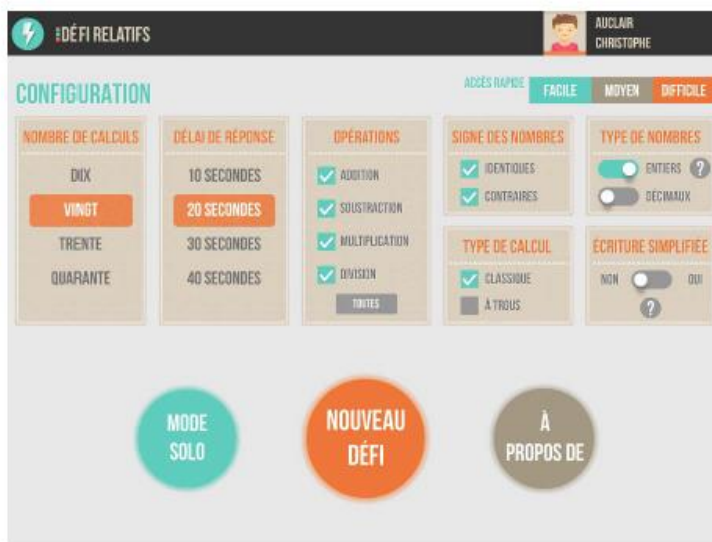 DÉFI RELATIFS
AUCLAIR
CHRISTOPHE
CONFIGURATION
ACCÈS RAPIDE
FACILE
MOYEN
DIFFICILE
NOMBRE DE CALCULS
DIX
VINGT
TRENTE
QUARANTE
DÉLAI DE RÉPONSE
10 SECONDES
20 SECONDES
30 SECONDES
40 SECONDES
OPÉRATIONS
ADDITION
SOUSTRACTION
MULTIPLICATION
DIVISION
TOUTES
SIGNE DES NOMBRES
IDENTIQUES
CONTRAIRES
TYPE DE CALCUL
CLASSIQUE
À TROUS
TYPE DE NOMBRES
ENTIERS ?
DÉCIMAUX
ÉCRITURE SIMPLIFIÉE
NON OUI
?
MODE
SOLO
NOUVEAU
DÉFI
À
PROPOS DE